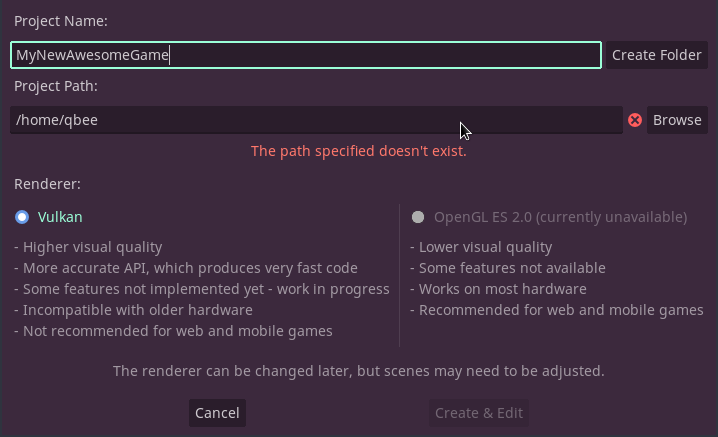 Project Name:
MyNewAwesomeGame
Create Folder
Project Path:
/home/qbee
Browse
The path specified doesn't exist.
Renderer:
Vulkan
- Higher visual quality
- More accurate API, which produces very fast code
- Some features not implemented yet - work in progress
- Incompatible with older hardware
- Not recommended for web and mobile games
OpenGL ES 2.0 (currently unavailable)
- Lower visual quality
- Some features not available
- Works on most hardware
- Recommended for web and mobile games
The renderer can be changed later, but scenes may need to be adjusted.
Cancel
Create & Edit